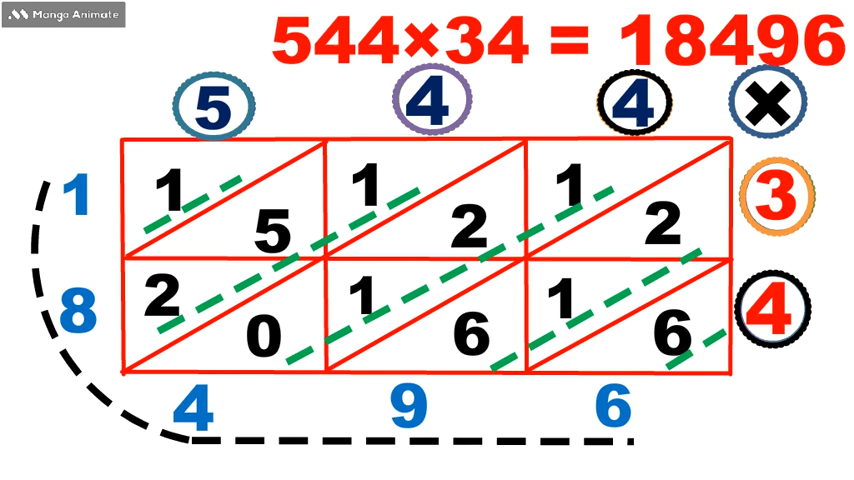 Manga Animate
544×34 = 18496
5 4 4 ×
1 1 1 1 3
5 2 2
8 2 1 1 4
0 6 6
4 9 6